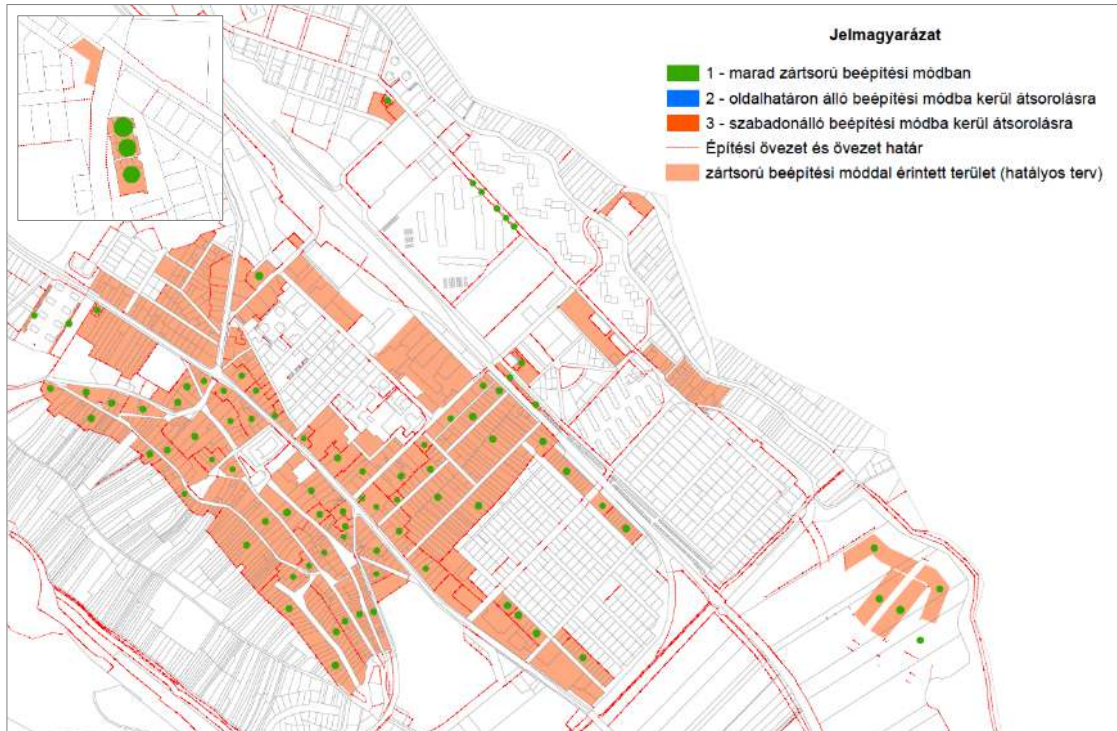 Jelmagyarázat
1 - marad zártsorú beépítési módban
2 - oldalhatáron álló beépítési módba kerül átsorolásra
3 - szabadonálló beépítési módba kerül átsorolásra
Építési övezet és övezet határ
zártsorú beépítési móddal érintett terület (hatályos terv)